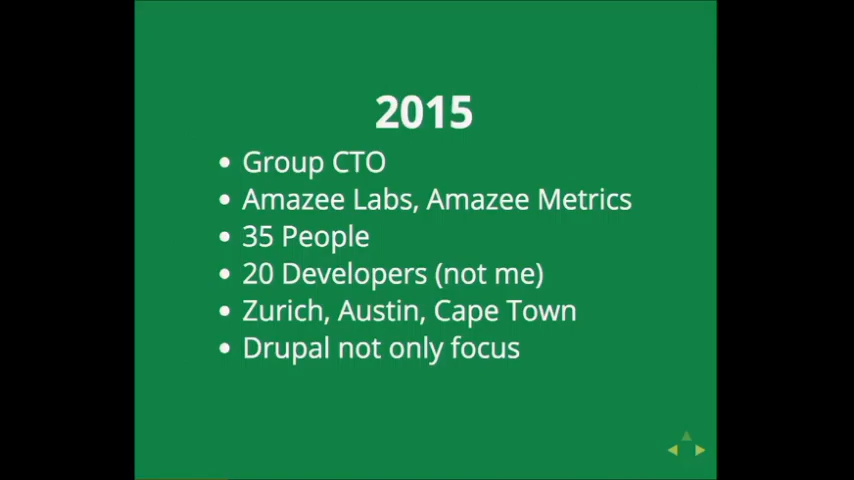 2015
• Group CTO
• Amazee Labs, Amazee Metrics
• 35 People
• 20 Developers (not me)
• Zurich, Austin, Cape Town
• Drupal not only focus